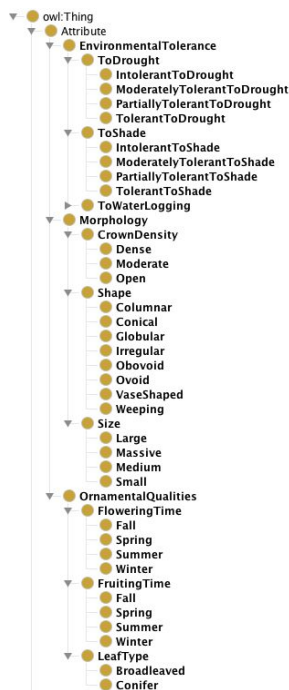 owl:Thing
Attribute
EnvironmentalTolerance
ToDrought
IntolerantToDrought
ModeratelyTolerantToDrought
PartiallyTolerantToDrought
TolerantToDrought
ToShade
IntolerantToShade
ModeratelyTolerantToShade
PartiallyTolerantToShade
TolerantToShade
ToWaterLogging
Morphology
CrownDensity
Dense
Moderate
Open
Shape
Columnar
Conical
Globular
Irregular
Obovoid
Ovoid
VaseShaped
Weeping
Size
Large
Massive
Medium
Small
OrnamentalQualities
FloweringTime
Fall
Spring
Summer
Winter
FruitingTime
Fall
Spring
Summer
Winter
LeafType
Broadleaved
Conifer